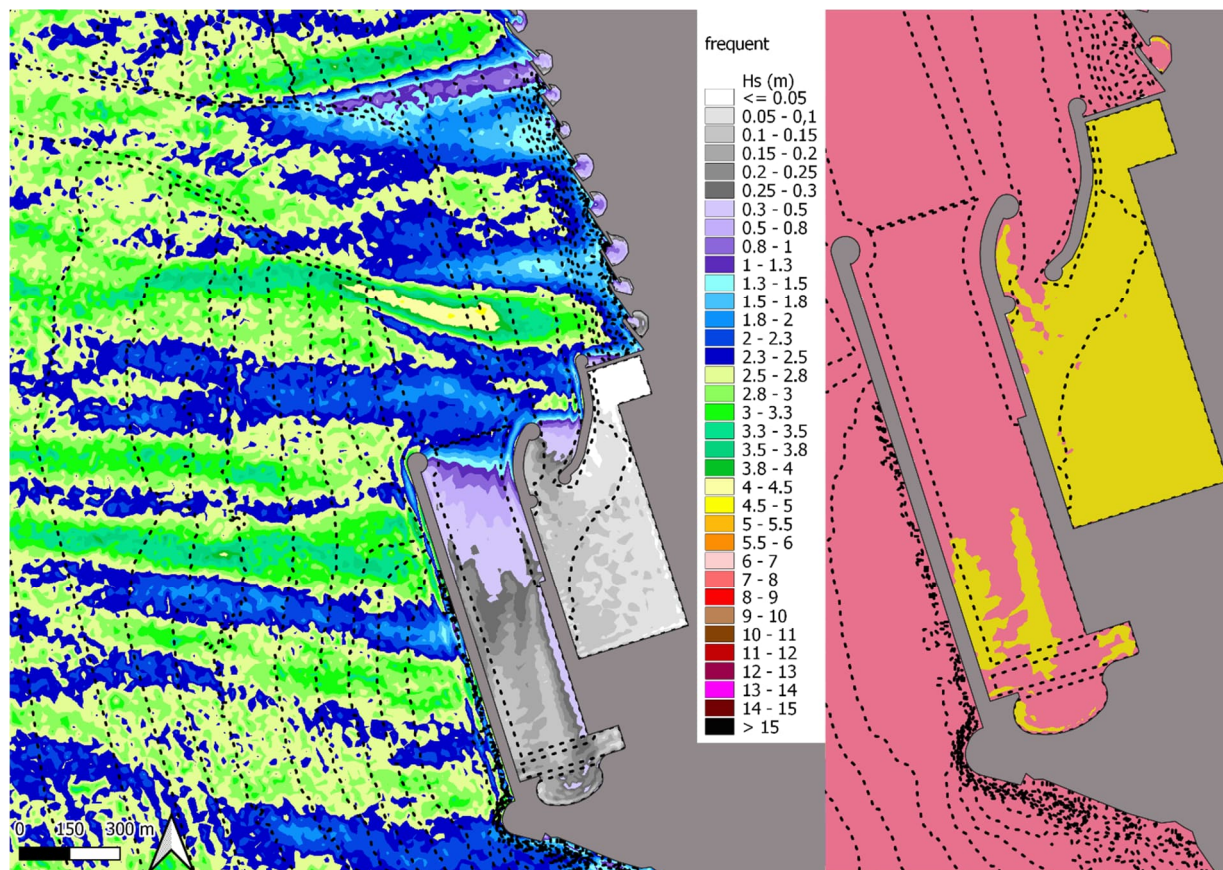 frequent
Hs (m)
<= 0.05
0.05 - 0,1
0.1 - 0.15
0.15 - 0.2
0.2 - 0.25
0.25 - 0.3
0.3 - 0.5
0.5 - 0.8
0.8 - 1
1 - 1.3
1.3 - 1.5
1.5 - 1.8
1.8 - 2
2 - 2.3
2.3 - 2.5
2.5 - 2.8
2.8 - 3
3 - 3.3
3.3 - 3.5
3.5 - 3.8
3.8 - 4
4 - 4.5
4.5 - 5
5 - 5.5
5.5 - 6
6 - 7
7 - 8
8 - 9
9 - 10
10 - 11
11 - 12
12 - 13
13 - 14
14 - 15
> 15
0 150 300 m